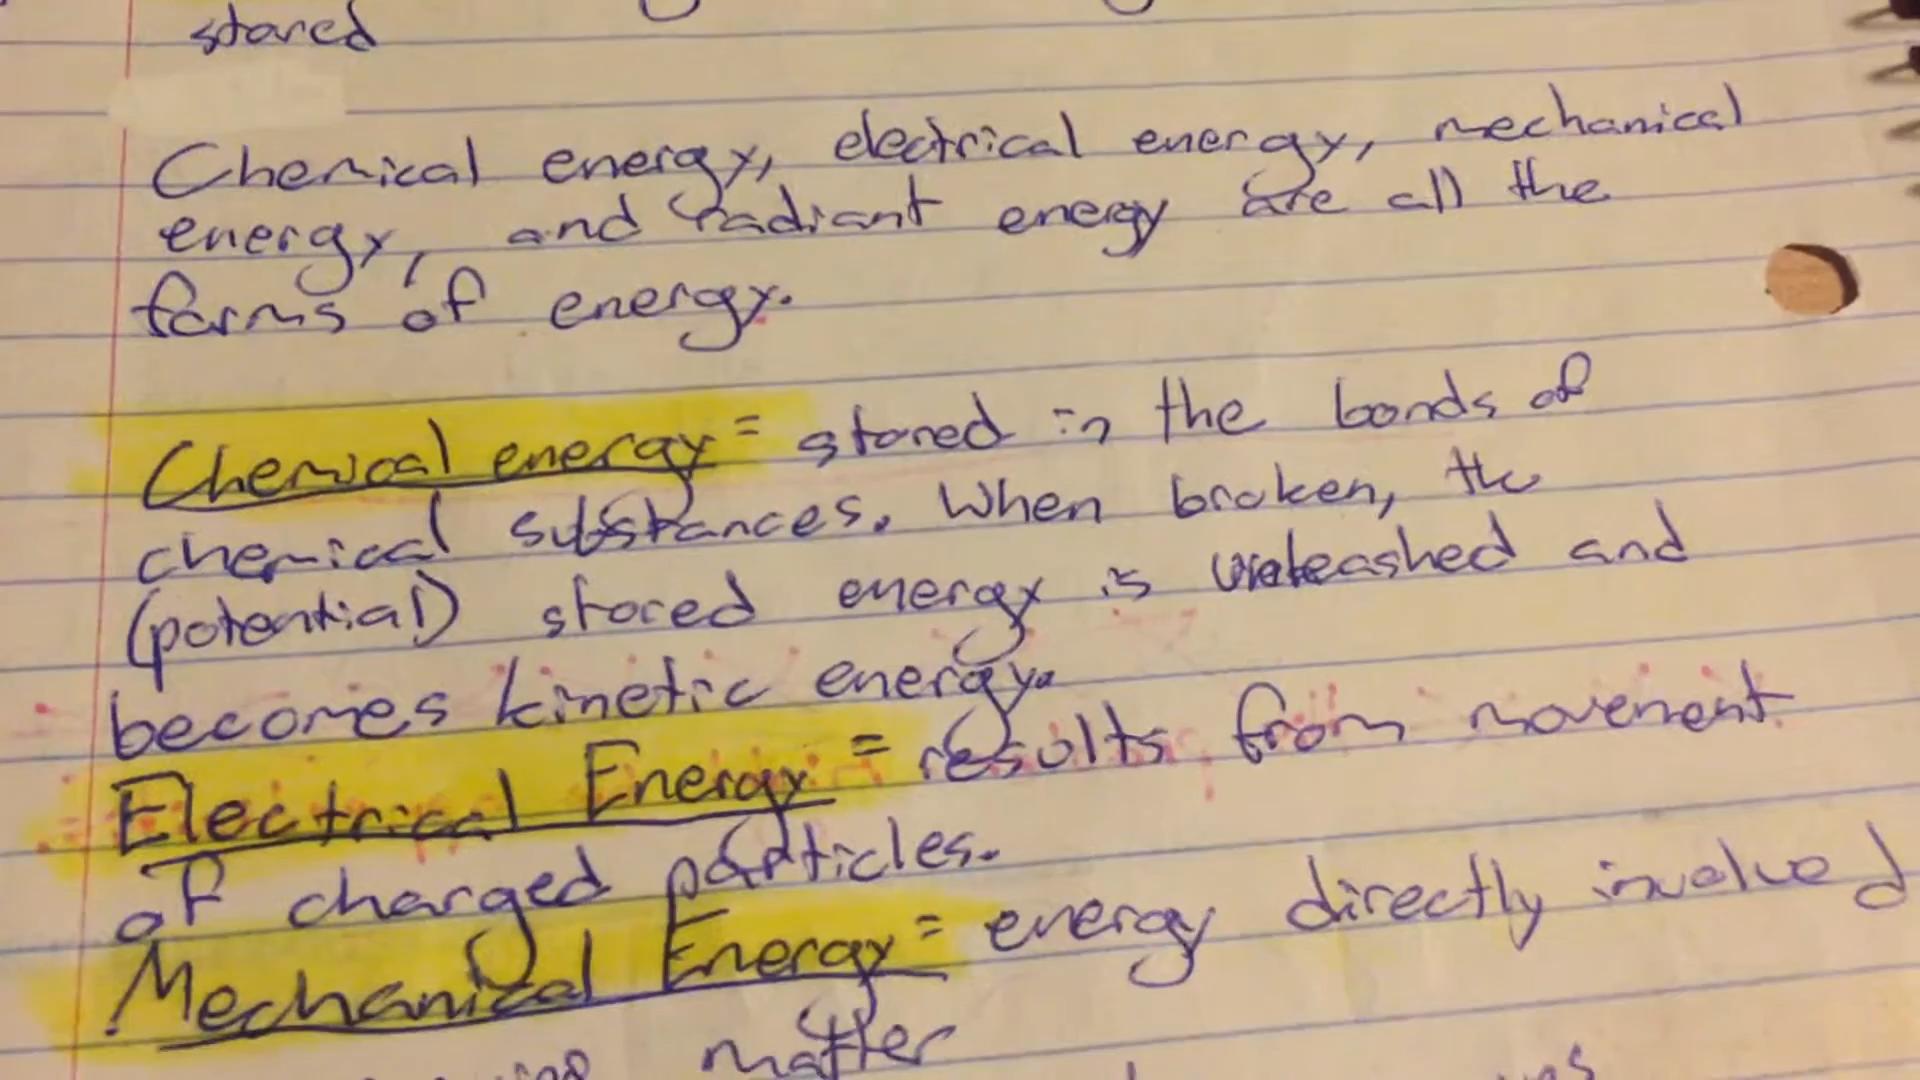 stored
Chemical energy, electrical energy, mechanical
energy, and radiant energy are all the
forms of energy.
Chemical energy = stored in the bonds of
chemical substances. When broken, the
(potential) stored energy is unleashed and
becomes kinetic energy.
Electrical Energy = results from movement
of charged particles.
Mechanical Energy = energy directly involved
matter